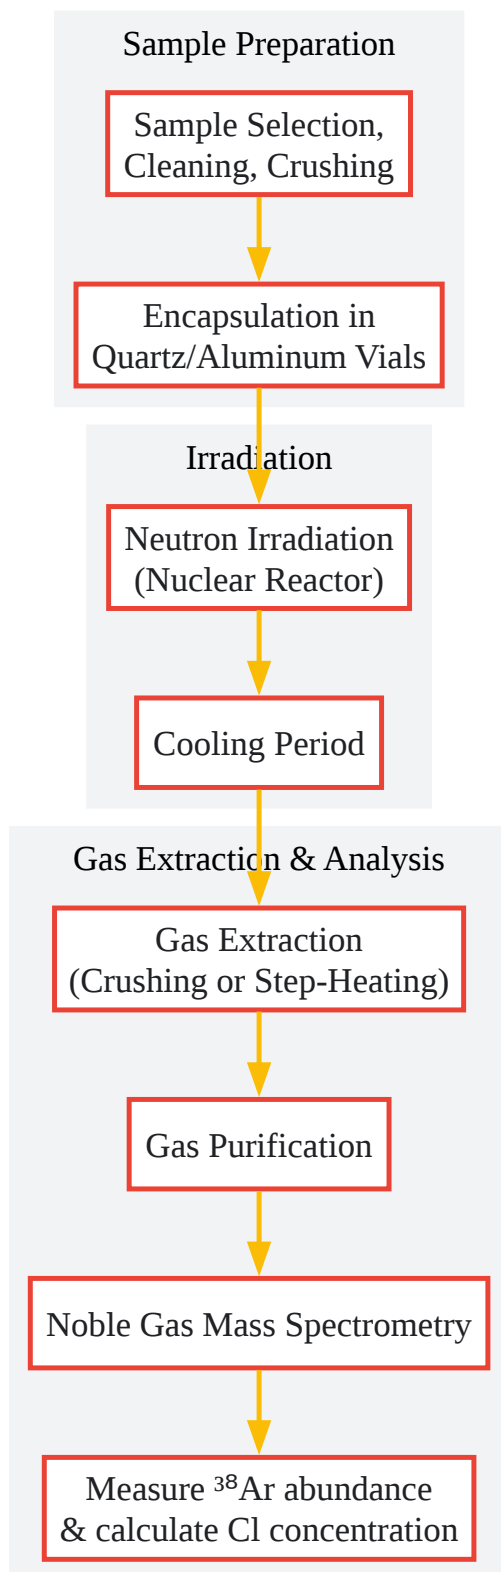 Sample Preparation
Sample Selection,
Cleaning, Crushing
Encapsulation in
Quartz/Aluminum Vials
Irradiation
Neutron Irradiation
(Nuclear Reactor)
Cooling Period
Gas Extraction & Analysis
Gas Extraction
(Crushing or Step-Heating)
Gas Purification
Noble Gas Mass Spectrometry
Measure ³⁸Ar abundance
& calculate Cl concentration